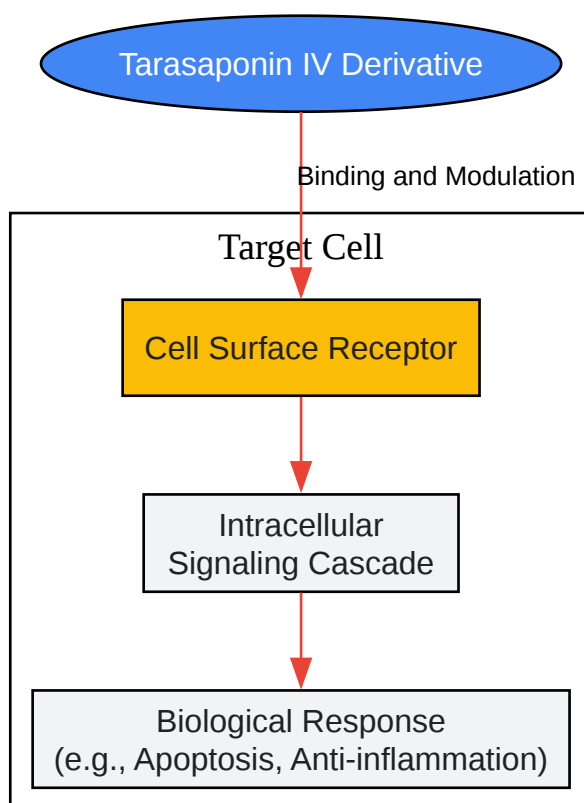 Tarasaponin IV Derivative
Binding and Modulation
Target Cell
Cell Surface Receptor
Intracellular
Signaling Cascade
Biological Response
(e.g., Apoptosis, Anti-inflammation)